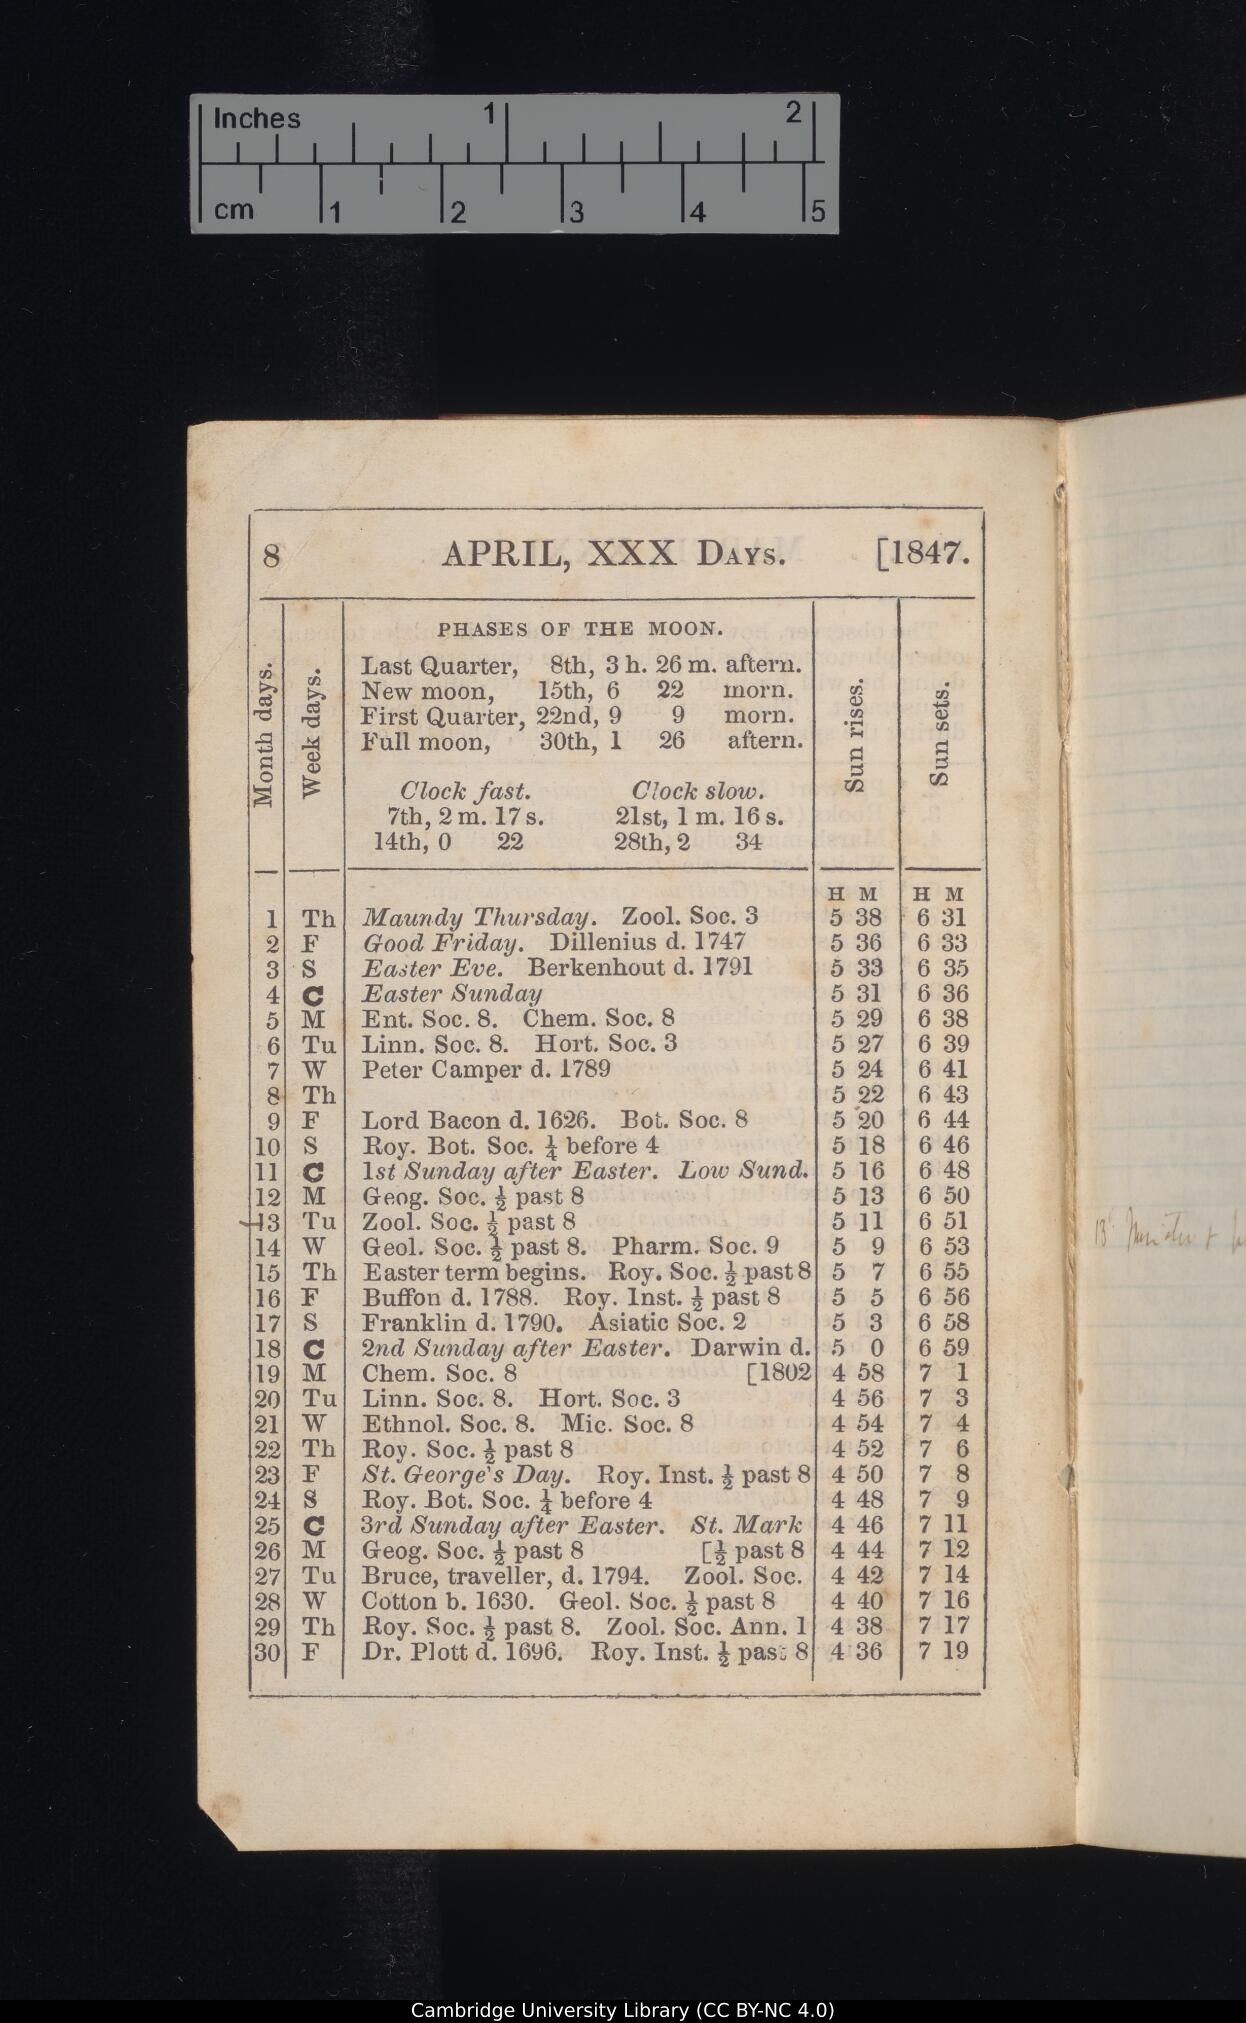 Inches 1 2
cm 1 2 3 4 5
8 APRIL, XXX DAYS. [1847.
Month days.
Week days.
PHASES OF THE MOON.
Last Quarter, 8th, 3 h. 26 m. aftern.
New moon, 15th, 6 22 morn.
First Quarter, 22nd, 9 9 morn.
Full moon, 30th, 1 26 aftern.
Clock fast. Clock slow.
7th, 2 m. 17 s. 21st, 1 m. 16 s.
14th, 0 22 28th, 2 34
Sun rises.
Sun sets.
H M H M
1 Th Maundy Thursday. Zool. Soc. 3 5 38 6 31
2 F Good Friday. Dillenius d. 1747 5 36 6 33
3 S Easter Eve. Berkenhout d. 1791 5 33 6 35
4 C Easter Sunday 5 31 6 36
5 M Ent. Soc. 8. Chem. Soc. 8 5 29 6 38
6 Tu Linn. Soc. 8. Hort. Soc. 3 5 27 6 39
7 W Peter Camper d. 1789 5 24 6 41
8 Th 5 22 6 43
9 F Lord Bacon d. 1626. Bot. Soc. 8 5 20 6 44
10 S Roy. Bot. Soc. ¼ before 4 5 18 6 46
11 C 1st Sunday after Easter. Low Sund. 5 16 6 48
12 M Geog. Soc. ½ past 8 5 13 6 50
13 Tu Zool. Soc. ½ past 8 5 11 6 51
14 W Geol. Soc. ½ past 8. Pharm. Soc. 9 5 9 6 53
15 Th Easter term begins. Roy. Soc. ½ past 8 5 7 6 55
16 F Buffon d. 1788. Roy. Inst. ½ past 8 5 5 6 56
17 S Franklin d. 1790. Asiatic Soc. 2 5 3 6 58
18 C 2nd Sunday after Easter. Darwin d. 5 0 6 59
19 M Chem. Soc. 8 [1802 4 58 7 1
20 Tu Linn. Soc. 8. Hort. Soc. 3 4 56 7 3
21 W Ethnol. Soc. 8. Mic. Soc. 8 4 54 7 4
22 Th Roy. Soc. ½ past 8 4 52 7 6
23 F St. George's Day. Roy. Inst. ½ past 8 4 50 7 8
24 S Roy. Bot. Soc. ¼ before 4 4 48 7 9
25 C 3rd Sunday after Easter. St. Mark 4 46 7 11
26 M Geog. Soc. ½ past 8 [½ past 8 4 44 7 12
27 Tu Bruce, traveller, d. 1794. Zool. Soc. 4 42 7 14
28 W Cotton b. 1630. Geol. Soc. ½ past 8 4 40 7 16
29 Th Roy. Soc. ½ past 8. Zool. Soc. Ann. 1 4 38 7 17
30 F Dr. Plott d. 1696. Roy. Inst. ½ past 8 4 36 7 19
13
Cambridge University Library (CC BY-NC 4.0)